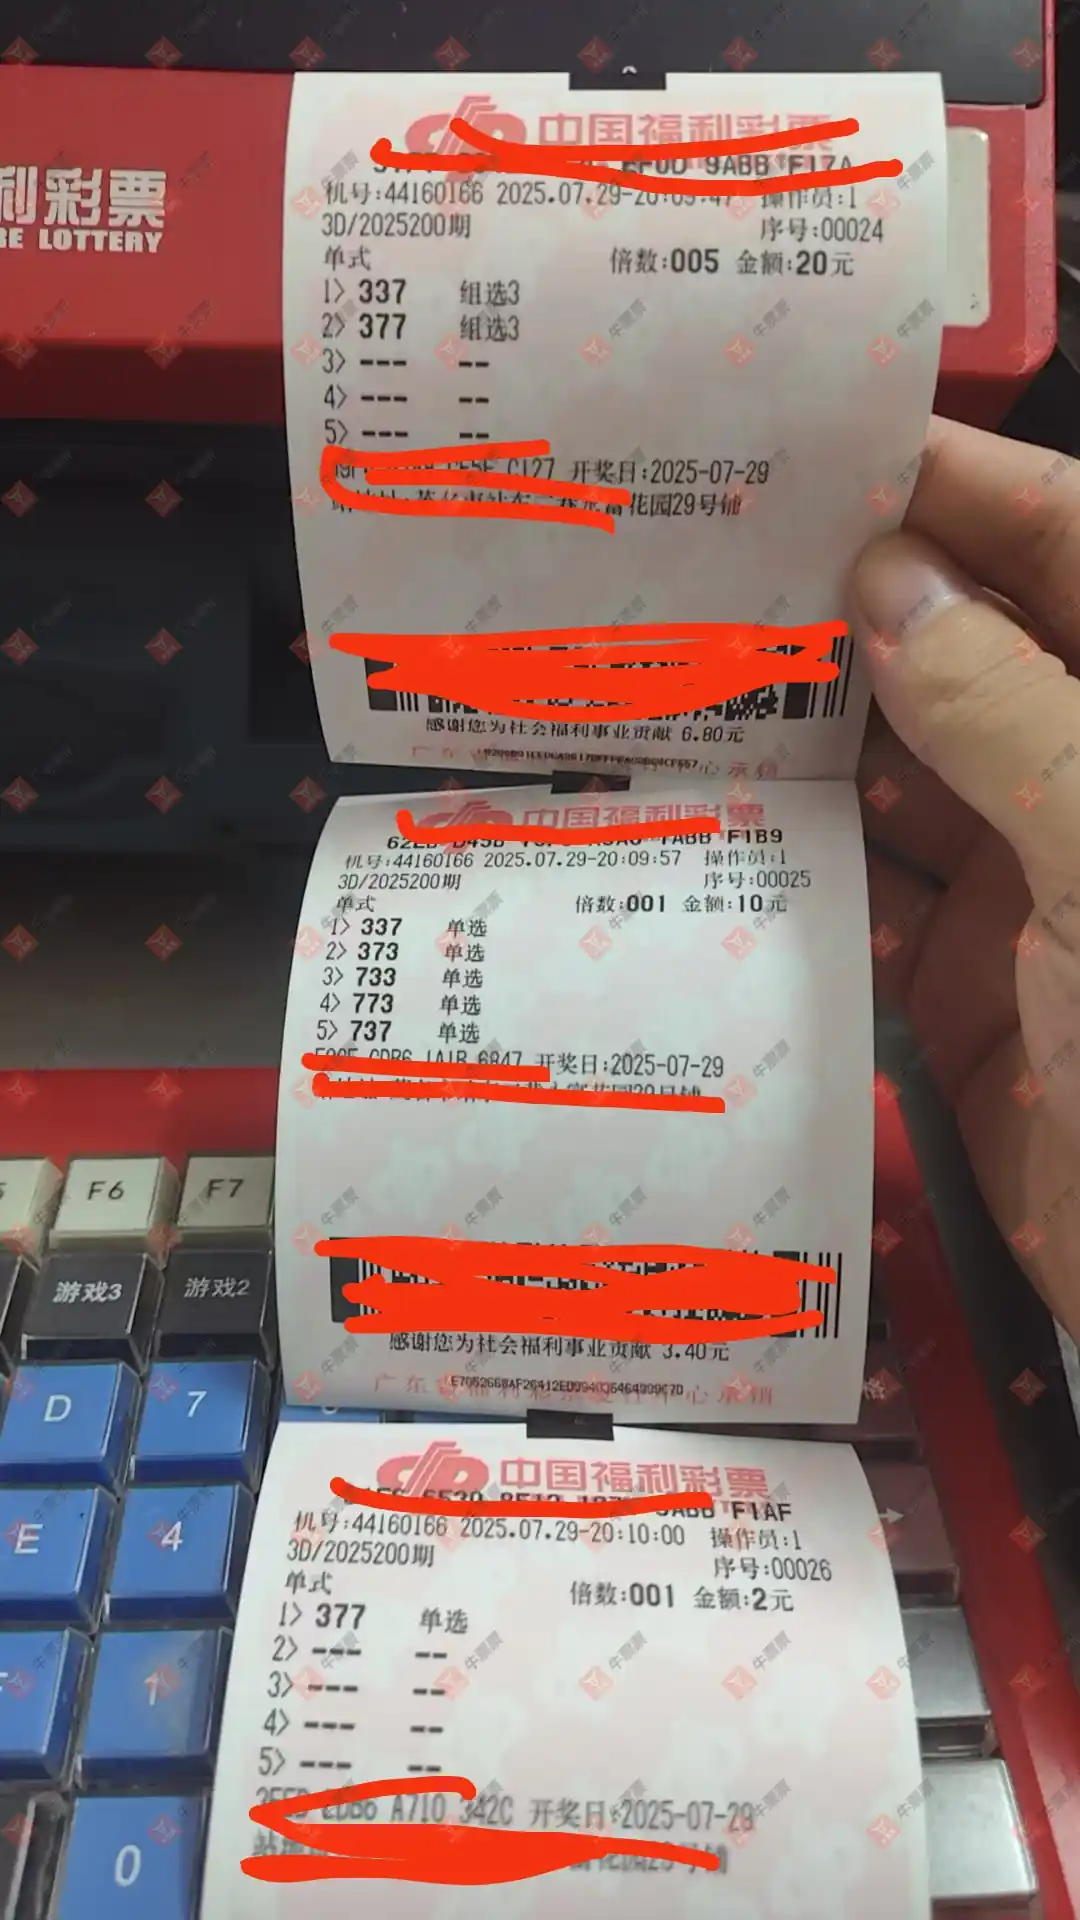 利彩票
RE LOTTERY
中国福利彩票
6F0D 9ABB F17A
机号:44160166 2025.07.29-20:09:47 操作员:1
3D/2025200期 序号:00024
单式 倍数:005 金额:20元
1> 337 组选3
2> 377 组选3
3> --- --
4> --- --
5> --- --
C127 开奖日:2025-07-29
花园29号铺
感谢您为社会福利事业贡献 6.80元
中国福利彩票
F1B9
机号:44160166 2025.07.29-20:09:57 操作员:1
3D/2025200期 序号:00025
单式 倍数:001 金额:10元
1> 337 单选
2> 373 单选
3> 733 单选
4> 773 单选
5> 737 单选
6847 开奖日:2025-07-29
感谢您为社会福利事业贡献 3.40元
中国福利彩票
F1AF
机号:44160166 2025.07.29-20:10:00 操作员:1
3D/2025200期 序号:00026
单式 倍数:001 金额:2元
1> 377 单选
2> --- --
3> --- --
4> --- --
5> --- --
A710 342C 开奖日:2025-07-29
F6
F7
游戏3
游戏2
D
7
E
4
1
0
牛票票